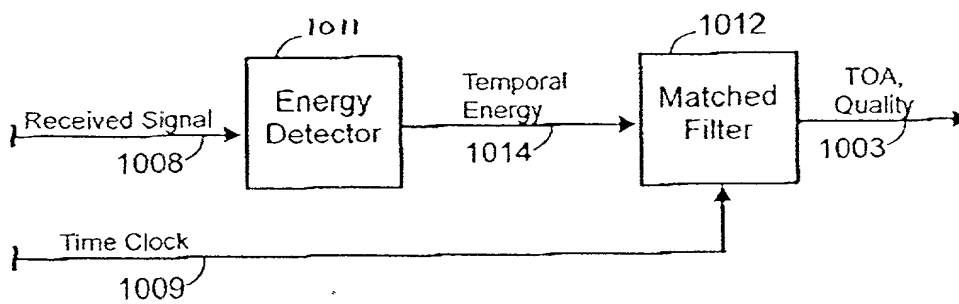 1011
1012
Energy
Detector
Temporal
Energy
Matched
Filter
TOA,
Quality
Received Signal
1008
1014
1003
Time Clock
1009